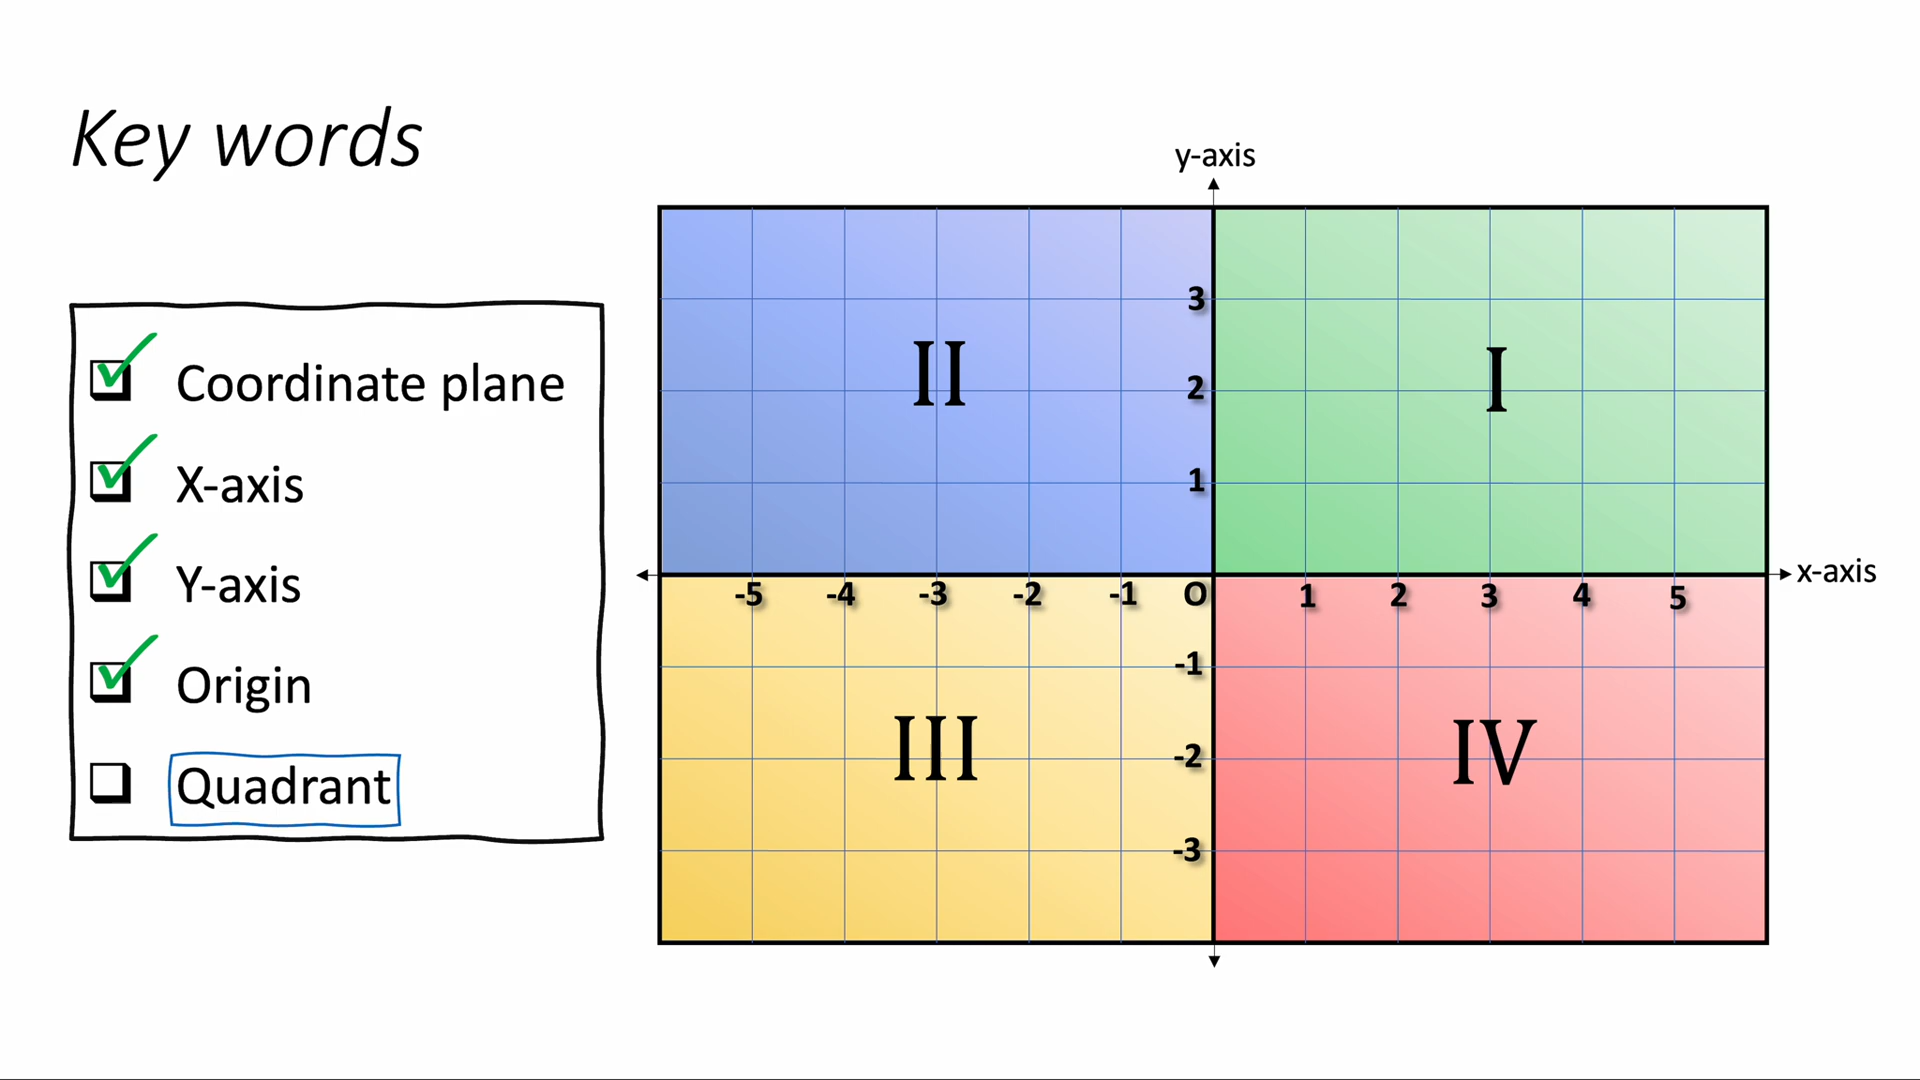 Key words
Coordinate plane
X-axis
Y-axis
Origin
Quadrant
y-axis
3
II
I
2
1
x-axis
-5 -4 -3 -2 -1 O 1 2 3 4 5
-1
III
IV
-2
-3